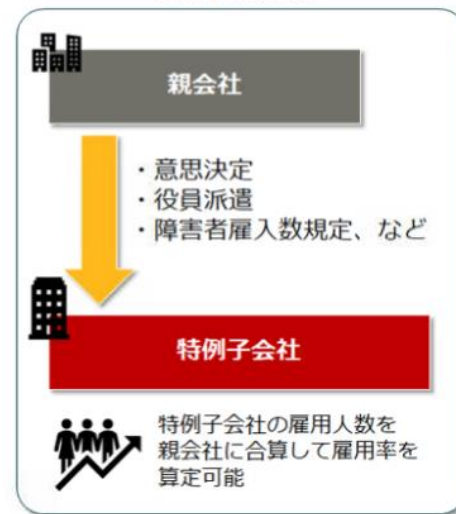 親会社
・意思決定
・役員派遣
・障害者雇入数規定、など
特例子会社
特例子会社の雇用人数を
親会社に合算して雇用率を
算定可能